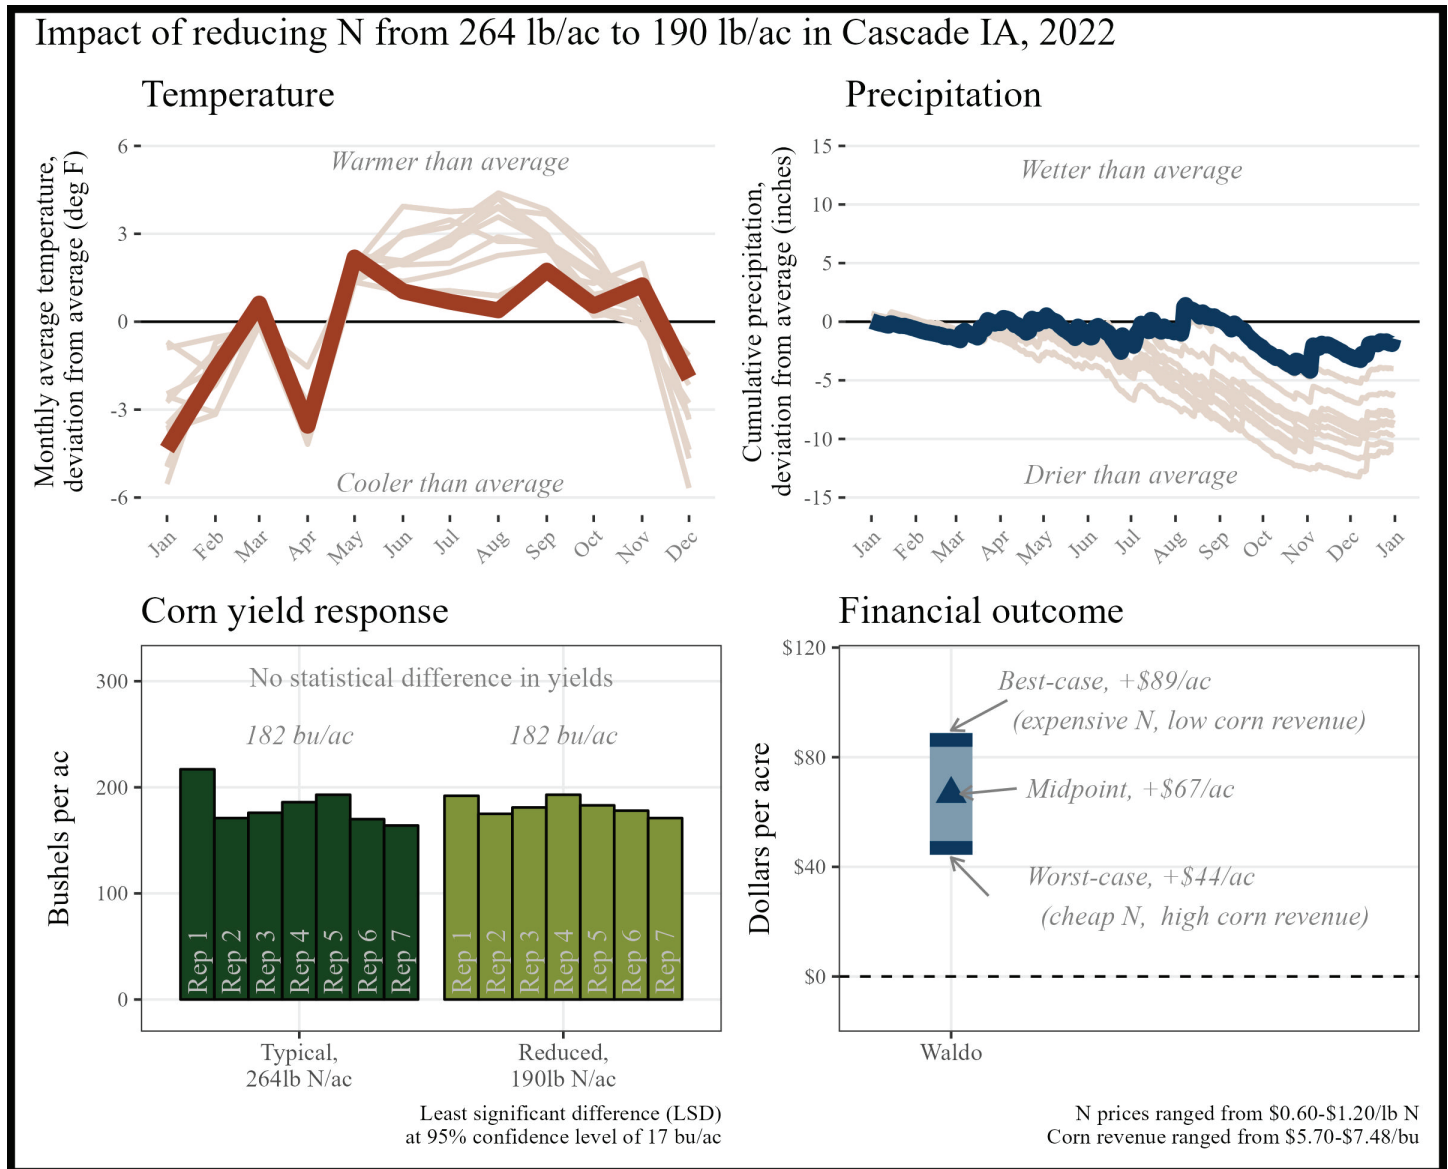 Impact of reducing N from 264 lb/ac to 190 lb/ac in Cascade IA, 2022
Temperature
Monthly average temperature,
deviation from average (deg F)
6
3
0
-3
-6
Warmer than average
Cooler than average
Jan
Feb
Mar
Apr
May
Jun
Jul
Aug
Sep
Oct
Nov
Dec
Precipitation
Cumulative precipitation,
deviation from average (inches)
15
10
5
0
-5
-10
-15
Wetter than average
Drier than average
Jan
Feb
Mar
Apr
May
Jun
Jul
Aug
Sep
Oct
Nov
Dec
Jan
Corn yield response
Bushels per ac
300
200
100
0
No statistical difference in yields
182 bu/ac
182 bu/ac
Rep 1
Rep 2
Rep 3
Rep 4
Rep 5
Rep 6
Rep 7
Rep 1
Rep 2
Rep 3
Rep 4
Rep 5
Rep 6
Rep 7
Typical,
264lb N/ac
Reduced,
190lb N/ac
Least significant difference (LSD)
at 95% confidence level of 17 bu/ac
Financial outcome
Dollars per acre
$120
$80
$40
$0
Best-case, +$89/ac
(expensive N, low corn revenue)
Midpoint, +$67/ac
Worst-case, +$44/ac
(cheap N, high corn revenue)
Waldo
N prices ranged from $0.60-$1.20/lb N
Corn revenue ranged from $5.70-$7.48/bu